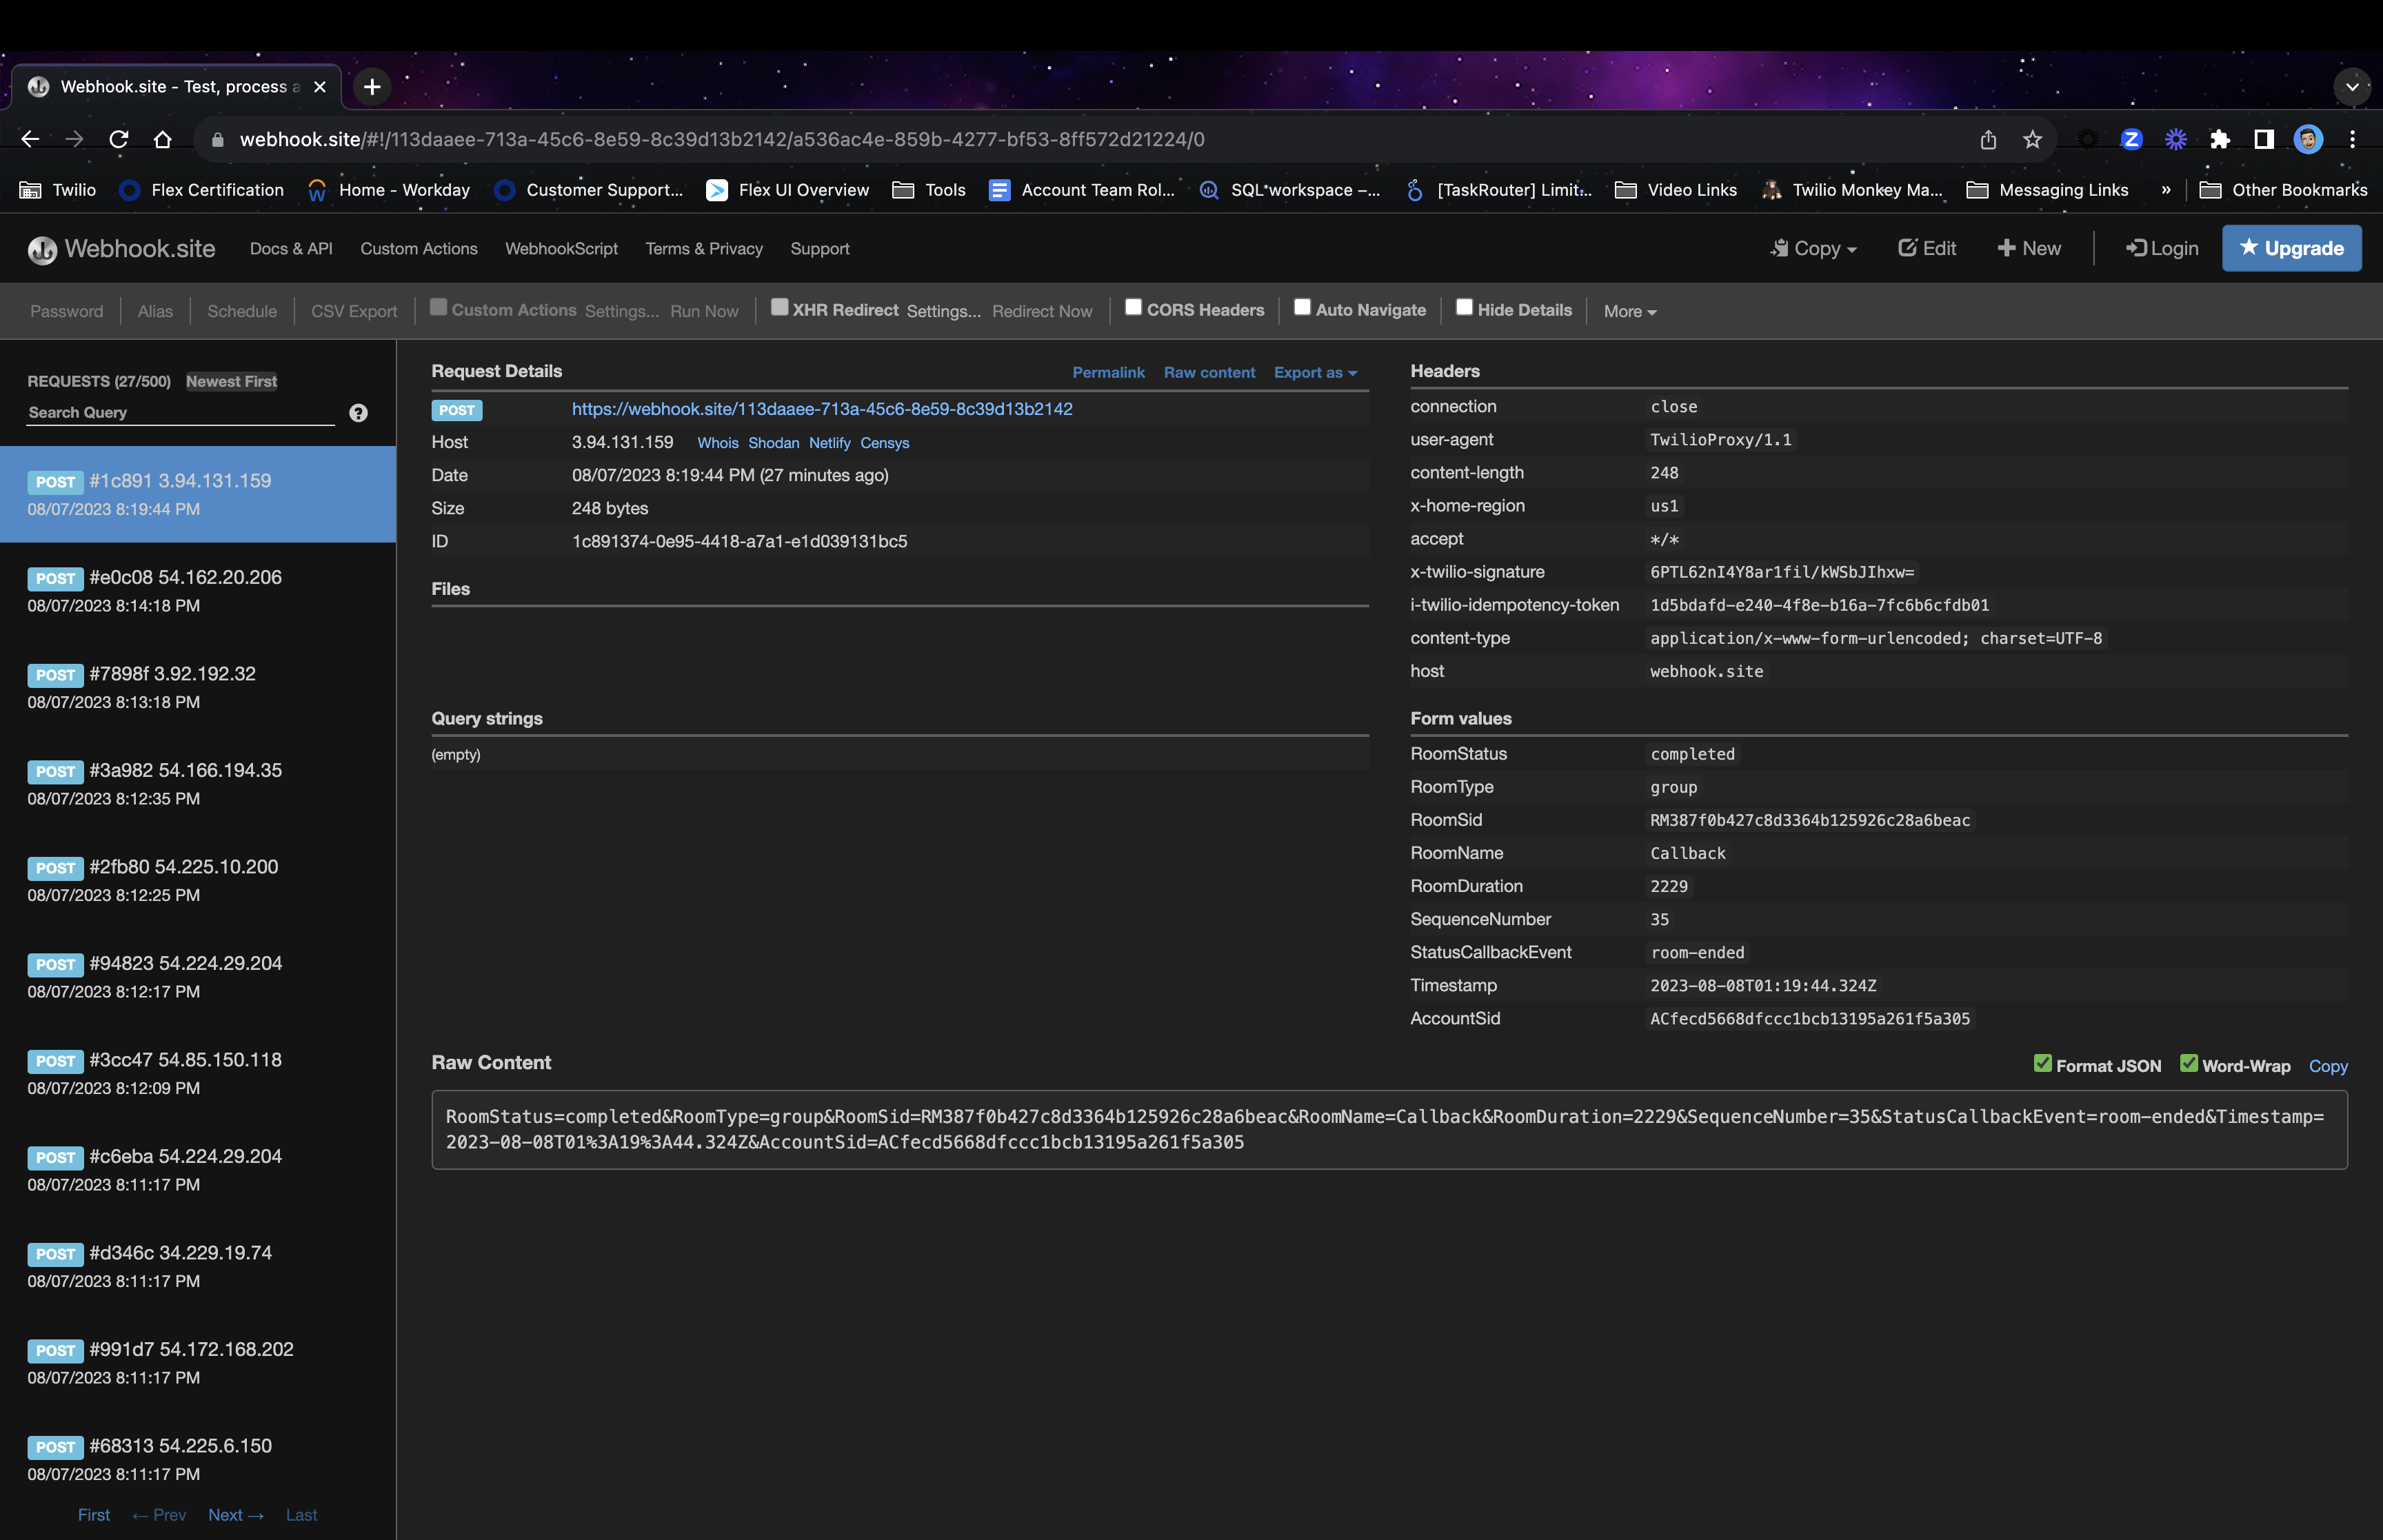 Webhook.site - Test, process a
webhook.site/#!/113daaee-713a-45c6-8e59-8c39d13b2142/a536ac4e-859b-4277-bf53-8ff572d21224/0
Twilio Flex Certification Home - Workday Customer Support... Flex UI Overview Tools Account Team Rol... SQL workspace –... [TaskRouter] Limit... Video Links Twilio Monkey Ma... Messaging Links » Other Bookmarks
Webhook.site Docs & API Custom Actions WebhookScript Terms & Privacy Support Copy Edit New Login Upgrade
Password Alias Schedule CSV Export Custom Actions Settings... Run Now XHR Redirect Settings... Redirect Now CORS Headers Auto Navigate Hide Details More
REQUESTS (27/500) Newest First
Search Query
POST #1c891 3.94.131.159
08/07/2023 8:19:44 PM
POST #e0c08 54.162.20.206
08/07/2023 8:14:18 PM
POST #7898f 3.92.192.32
08/07/2023 8:13:18 PM
POST #3a982 54.166.194.35
08/07/2023 8:12:35 PM
POST #2fb80 54.225.10.200
08/07/2023 8:12:25 PM
POST #94823 54.224.29.204
08/07/2023 8:12:17 PM
POST #3cc47 54.85.150.118
08/07/2023 8:12:09 PM
POST #c6eba 54.224.29.204
08/07/2023 8:11:17 PM
POST #d346c 34.229.19.74
08/07/2023 8:11:17 PM
POST #991d7 54.172.168.202
08/07/2023 8:11:17 PM
POST #68313 54.225.6.150
08/07/2023 8:11:17 PM
First ← Prev Next → Last
Request Details Permalink Raw content Export as
POST https://webhook.site/113daaee-713a-45c6-8e59-8c39d13b2142
Host 3.94.131.159 Whois Shodan Netlify Censys
Date 08/07/2023 8:19:44 PM (27 minutes ago)
Size 248 bytes
ID 1c891374-0e95-4418-a7a1-e1d039131bc5
Files
Query strings
(empty)
Headers
connection close
user-agent TwilioProxy/1.1
content-length 248
x-home-region us1
accept */*
x-twilio-signature 6PTL62nI4Y8ar1fil/kWSbJIhxw=
i-twilio-idempotency-token 1d5bdafd-e240-4f8e-b16a-7fc6b6cfdb01
content-type application/x-www-form-urlencoded; charset=UTF-8
host webhook.site
Form values
RoomStatus completed
RoomType group
RoomSid RM387f0b427c8d3364b125926c28a6beac
RoomName Callback
RoomDuration 2229
SequenceNumber 35
StatusCallbackEvent room-ended
Timestamp 2023-08-08T01:19:44.324Z
AccountSid ACfecd5668dfccc1bcb13195a261f5a305
Raw Content Format JSON Word-Wrap Copy
RoomStatus=completed&RoomType=group&RoomSid=RM387f0b427c8d3364b125926c28a6beac&RoomName=Callback&RoomDuration=2229&SequenceNumber=35&StatusCallbackEvent=room-ended&Timestamp=
2023-08-08T01%3A19%3A44.324Z&AccountSid=ACfecd5668dfccc1bcb13195a261f5a305